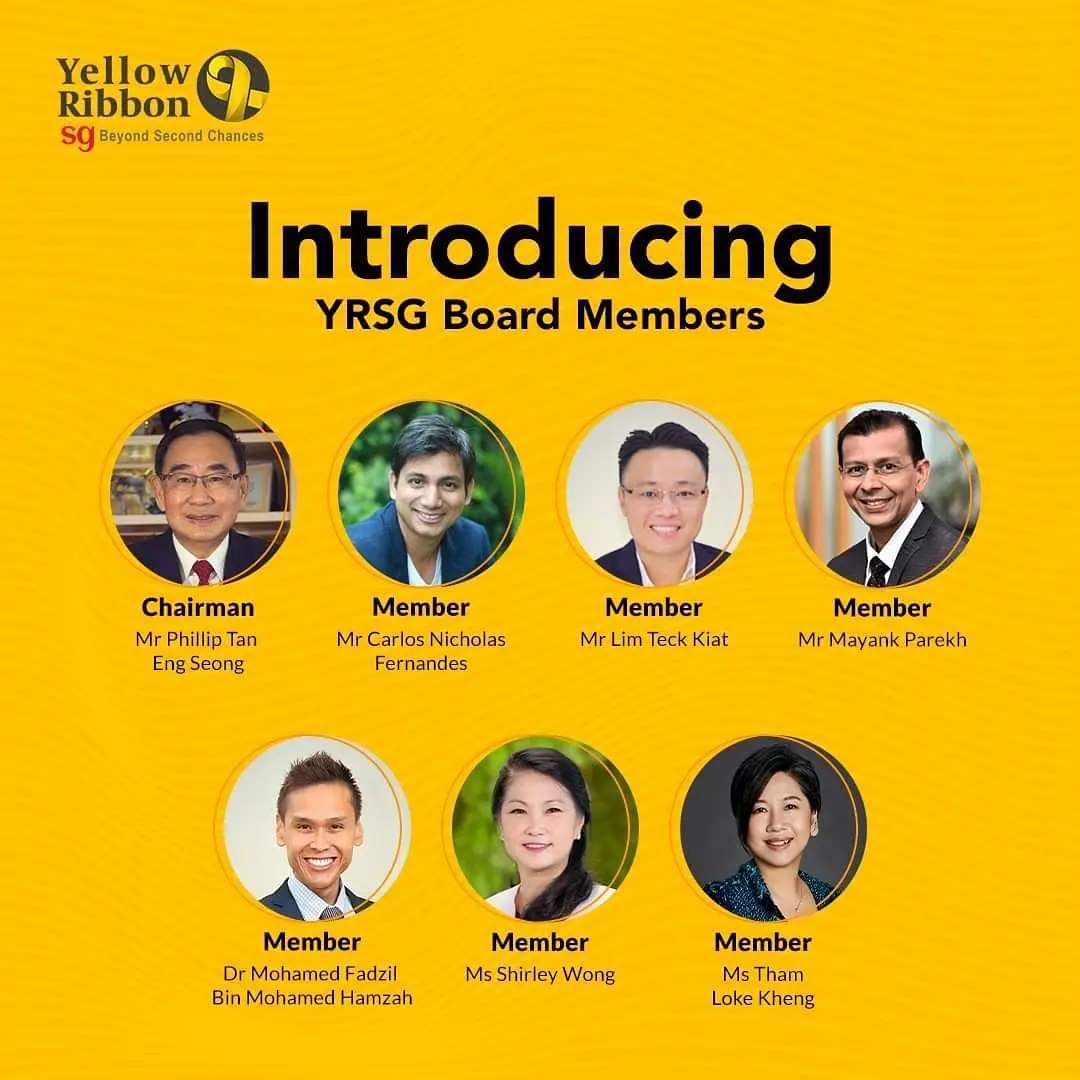 Yellow
Ribbon
sg Beyond Second Chances
Introducing
YRSG Board Members
Chairman
Mr Phillip Tan
Eng Seong
Member
Mr Carlos Nicholas
Fernandes
Member
Mr Lim Teck Kiat
Member
Mr Mayank Parekh
Member
Dr Mohamed Fadzil
Bin Mohamed Hamzah
Member
Ms Shirley Wong
Member
Ms Tham
Loke Kheng